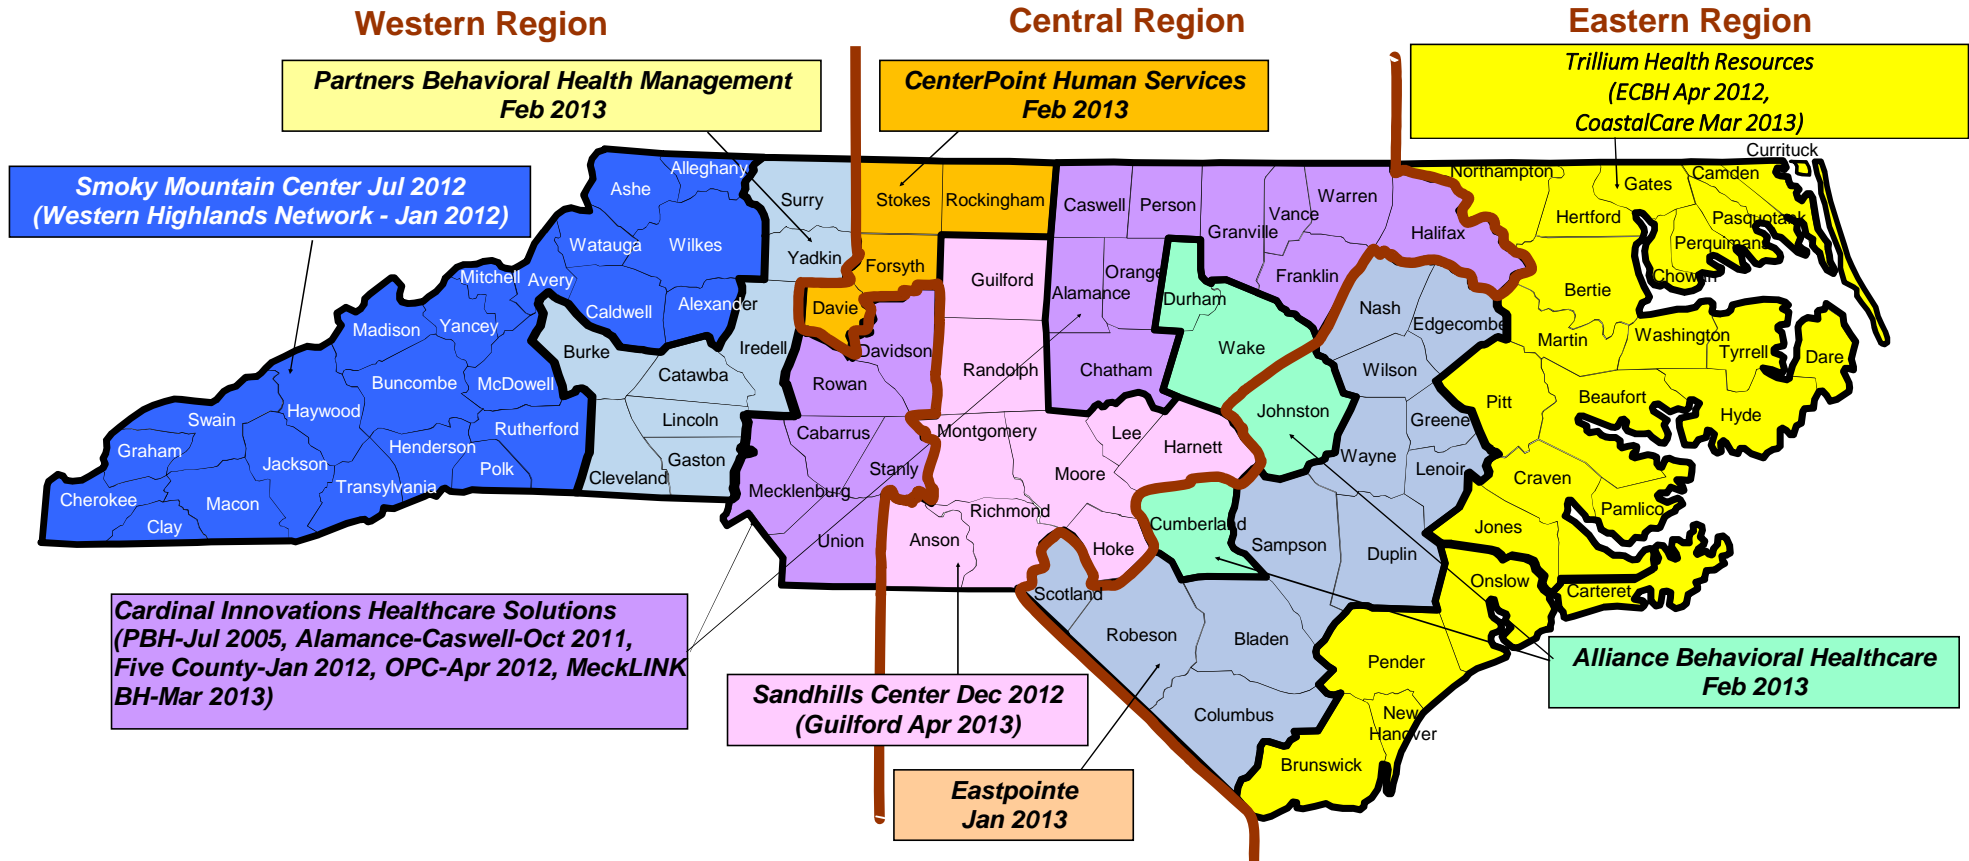 Western Region
Central Region
Eastern Region
Partners Behavioral Health Management
Feb 2013
CenterPoint Human Services
Feb 2013
Trillium Health Resources
(ECBH Apr 2012,
CoastalCare Mar 2013)
Smoky Mountain Center Jul 2012
(Western Highlands Network - Jan 2012)
Currituck
Alleghany
Northampton
Camden
Gates
Ashe
Surry
Stokes
Rockingham
Caswell
Person
Vance
Warren
Hertford
Pasquotank
Granville
Halifax
Watauga
Wilkes
Yadkin
Forsyth
Guilford
Orange
Franklin
Perquimans
Chowan
Mitchell
Avery
Caldwell
Alexander
Davie
Alamance
Durham
Nash
Edgecombe
Bertie
Madison
Yancey
Burke
Iredell
Davidson
Wake
Martin
Washington
Tyrrell
Dare
Buncombe
McDowell
Catawba
Rowan
Randolph
Chatham
Wilson
Swain
Haywood
Lincoln
Johnston
Greene
Pitt
Beaufort
Hyde
Graham
Jackson
Henderson
Rutherford
Polk
Gaston
Cleveland
Cabarrus
Stanly
Montgomery
Lee
Harnett
Moore
Wayne
Lenoir
Craven
Cherokee
Macon
Transylvania
Clay
Mecklenburg
Union
Richmond
Anson
Hoke
Cumberland
Sampson
Duplin
Jones
Pamlico
Scotland
Onslow
Carteret
Robeson
Bladen
Pender
Columbus
New
Hanover
Brunswick
Cardinal Innovations Healthcare Solutions
(PBH-Jul 2005, Alamance-Caswell-Oct 2011,
Five County-Jan 2012, OPC-Apr 2012, MeckLINK
BH-Mar 2013)
Sandhills Center Dec 2012
(Guilford Apr 2013)
Alliance Behavioral Healthcare
Feb 2013
Eastpointe
Jan 2013